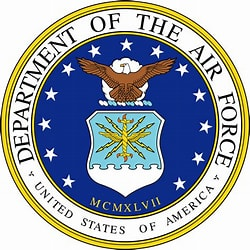 DEPARTMENT OF THE AIR FORCE
MCMXLVII
UNITED STATES OF AMERICA